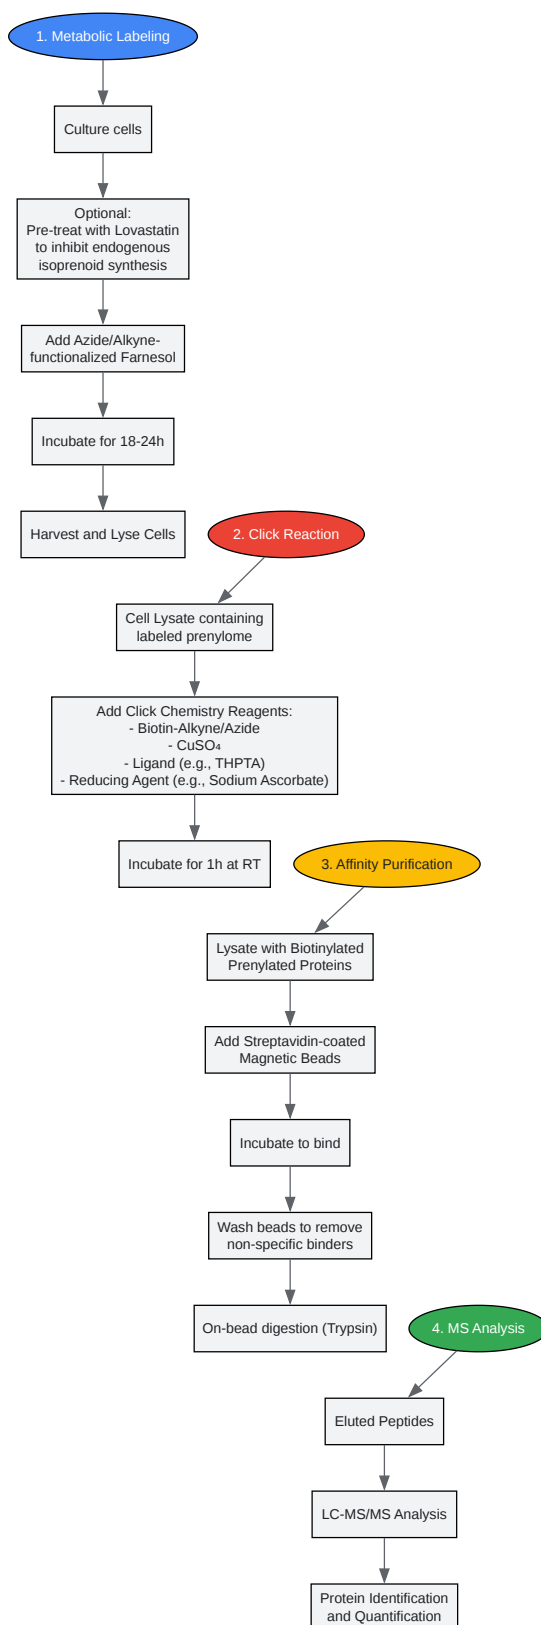 1. Metabolic Labeling
Culture cells
Optional:
Pre-treat with Lovastatin
to inhibit endogenous
isoprenoid synthesis
Add Azide/Alkyne-
functionalized Farnesol
Incubate for 18-24h
Harvest and Lyse Cells
2. Click Reaction
Cell Lysate containing
labeled prenylome
Add Click Chemistry Reagents:
- Biotin-Alkyne/Azide
- CuSO₄
- Ligand (e.g., THPTA)
- Reducing Agent (e.g., Sodium Ascorbate)
Incubate for 1h at RT
3. Affinity Purification
Lysate with Biotinylated
Prenylated Proteins
Add Streptavidin-coated
Magnetic Beads
Incubate to bind
Wash beads to remove
non-specific binders
On-bead digestion (Trypsin)
4. MS Analysis
Eluted Peptides
LC-MS/MS Analysis
Protein Identification
and Quantification